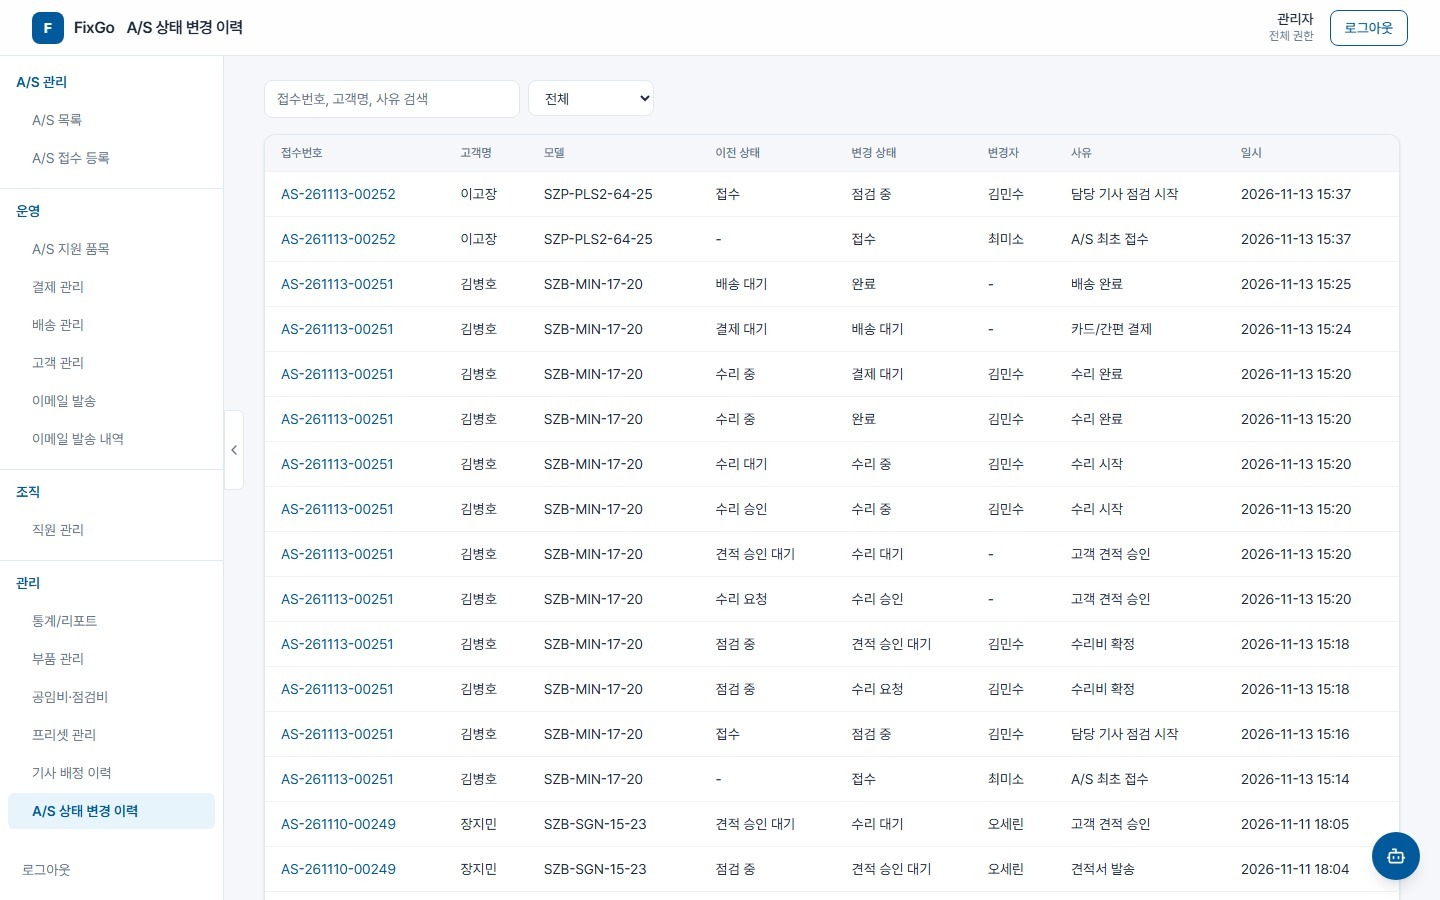 F FixGo A/S 상태 변경 이력
관리자
전체 권한
로그아웃
A/S 관리
A/S 목록
A/S 접수 등록
운영
A/S 지원 품목
결제 관리
배송 관리
고객 관리
이메일 발송
이메일 발송 내역
조직
직원 관리
관리
통계/리포트
부품 관리
공임비·점검비
프리셋 관리
기사 배정 이력
A/S 상태 변경 이력
로그아웃
접수번호, 고객명, 사유 검색 전체
접수번호 고객명 모델 이전 상태 변경 상태 변경자 사유 일시
AS-261113-00252 이고장 SZP-PLS2-64-25 접수 점검 중 김민수 담당 기사 점검 시작 2026-11-13 15:37
AS-261113-00252 이고장 SZP-PLS2-64-25 - 접수 최미소 A/S 최초 접수 2026-11-13 15:37
AS-261113-00251 김병호 SZB-MIN-17-20 배송 대기 완료 - 배송 완료 2026-11-13 15:25
AS-261113-00251 김병호 SZB-MIN-17-20 결제 대기 배송 대기 - 카드/간편 결제 2026-11-13 15:24
AS-261113-00251 김병호 SZB-MIN-17-20 수리 중 결제 대기 김민수 수리 완료 2026-11-13 15:20
AS-261113-00251 김병호 SZB-MIN-17-20 수리 중 완료 김민수 수리 완료 2026-11-13 15:20
AS-261113-00251 김병호 SZB-MIN-17-20 수리 대기 수리 중 김민수 수리 시작 2026-11-13 15:20
AS-261113-00251 김병호 SZB-MIN-17-20 수리 승인 수리 중 김민수 수리 시작 2026-11-13 15:20
AS-261113-00251 김병호 SZB-MIN-17-20 견적 승인 대기 수리 대기 - 고객 견적 승인 2026-11-13 15:20
AS-261113-00251 김병호 SZB-MIN-17-20 수리 요청 수리 승인 - 고객 견적 승인 2026-11-13 15:20
AS-261113-00251 김병호 SZB-MIN-17-20 점검 중 견적 승인 대기 김민수 수리비 확정 2026-11-13 15:18
AS-261113-00251 김병호 SZB-MIN-17-20 점검 중 수리 요청 김민수 수리비 확정 2026-11-13 15:18
AS-261113-00251 김병호 SZB-MIN-17-20 접수 점검 중 김민수 담당 기사 점검 시작 2026-11-13 15:16
AS-261113-00251 김병호 SZB-MIN-17-20 - 접수 최미소 A/S 최초 접수 2026-11-13 15:14
AS-261110-00249 장지민 SZB-SGN-15-23 견적 승인 대기 수리 대기 오세린 고객 견적 승인 2026-11-11 18:05
AS-261110-00249 장지민 SZB-SGN-15-23 점검 중 견적 승인 대기 오세린 견적서 발송 2026-11-11 18:04